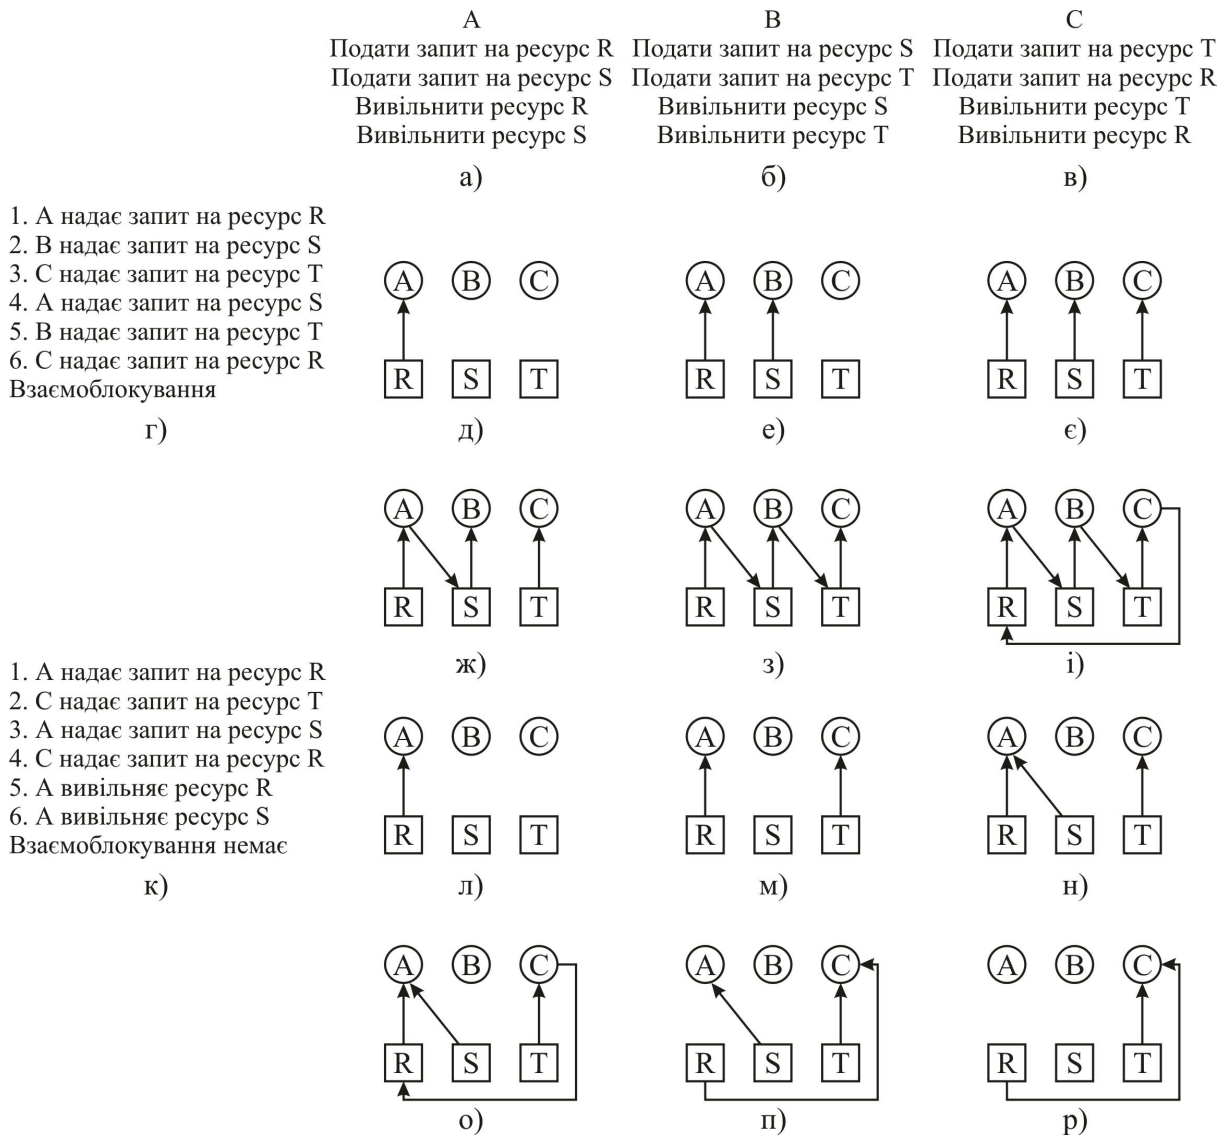 A B C
Подати запит на ресурс R Подати запит на ресурс S Подати запит на ресурс T
Подати запит на ресурс S Подати запит на ресурс T Подати запит на ресурс R
Вивільнити ресурс R Вивільнити ресурс S Вивільнити ресурс T
Вивільнити ресурс S Вивільнити ресурс T Вивільнити ресурс R
а) б) в)
1. А надає запит на ресурс R
2. В надає запит на ресурс S
3. С надає запит на ресурс T
4. А надає запит на ресурс S
5. В надає запит на ресурс T
6. С надає запит на ресурс R
Взаємоблокування
г)
A B C A B C A B C
R S T R S T R S T
д) е) є)
A B C A B C A B C
R S T R S T R S T
ж) з) і)
1. А надає запит на ресурс R
2. С надає запит на ресурс T
3. А надає запит на ресурс S
4. С надає запит на ресурс R
5. А вивільняє ресурс R
6. А вивільняє ресурс S
Взаємоблокування немає
к)
A B C A B C A B C
R S T R S T R S T
л) м) н)
A B C A B C A B C
R S T R S T R S T
о) п) р)